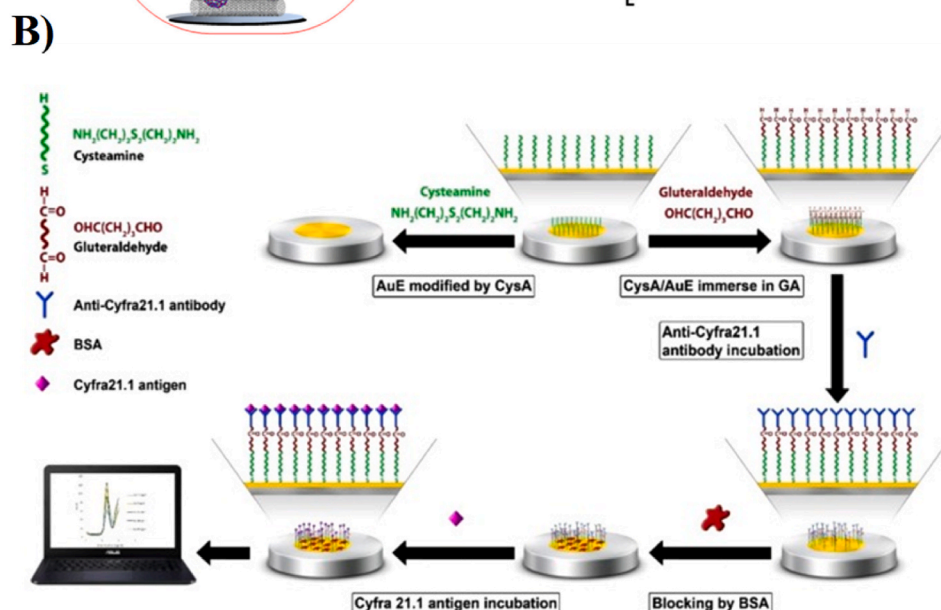 B)
H
S
NH₂(CH₂)₂S₂(CH₂)₂NH₂
Cysteamine
H
C=O
C=O
H
OHC(CH₂)₃CHO
Gluteraldehyde
Anti-Cyfra21.1 antibody
BSA
Cyfra21.1 antigen
Cysteamine
NH₂(CH₂)₂S₂(CH₂)₂NH₂
AuE modified by CysA
Gluteraldehyde
OHC(CH₂)₃CHO
CysA/AuE immerse in GA
Anti-Cyfra21.1
antibody incubation
Blocking by BSA
Cyfra 21.1 antigen incubation
ASUS